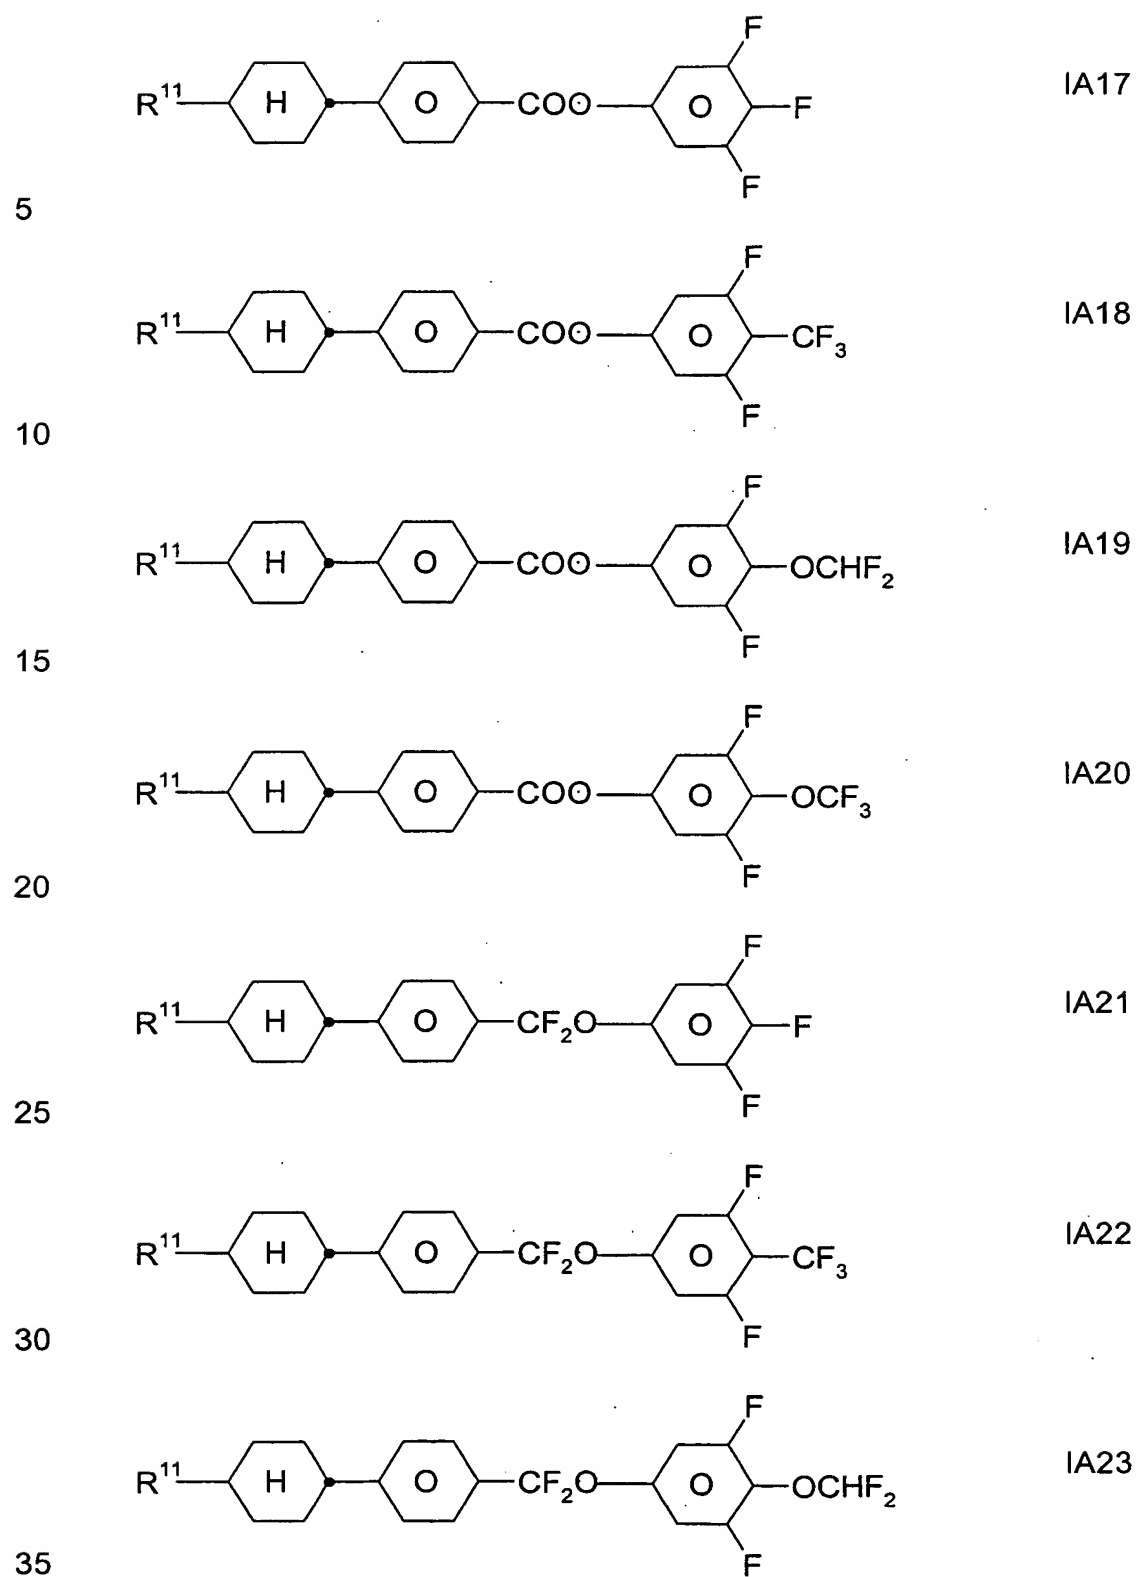 F
R¹¹ H O COO O F IA17
F
5
F
R¹¹ H O COO O CF₃ IA18
F
10
F
R¹¹ H O COO O OCHF₂ IA19
F
15
F
R¹¹ H O COO O OCF₃ IA20
F
20
F
R¹¹ H O CF₂O O F IA21
F
25
F
R¹¹ H O CF₂O O CF₃ IA22
F
30
F
R¹¹ H O CF₂O O OCHF₂ IA23
F
35